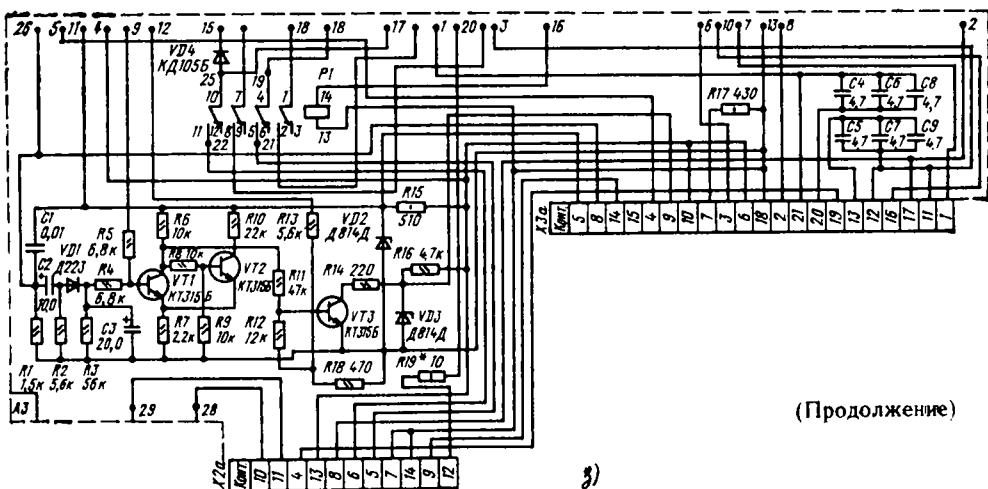 26 5 11 4 9 12 15 18 18 17 1 3 20 16 6 10 7 18 13 8 2
VD4
КД105Б
25
19
P1
14
13
10 7 4 1
11 12 8 9 5 6 2 3
22 21
R17 430
C4 C6 C8
4,7 4,7 4,7
C5 C7 C9
4,7 4,7 4,7
X3a Конт. 5 8 14 15 4 9 10 7 3 6 18 2 21 20 19 13 12 16 17 11 1
C1
0,01
C2
10,0
VD1
Д223
R5
6,8к
R4
6,8к
R6
10к
R8 10к
R10
22к
R13
5,6к
VD2
Д814Д
R15
510
R16 4,7к
VT1
КТ315Б
VT2
КТ315Б
R11
47к
R14 220
C3
20,0
R7
2,2к
R9
10к
R12
12к
VT3
КТ315Б
VD3
Д814Д
R18 470
R19* 10
R1
1,5к
R2
5,6к
R3
56к
А3
29
28
(Продолжение)
X2a Конт. 10 11 4 13 8 6 5 7 14 9 12
з)